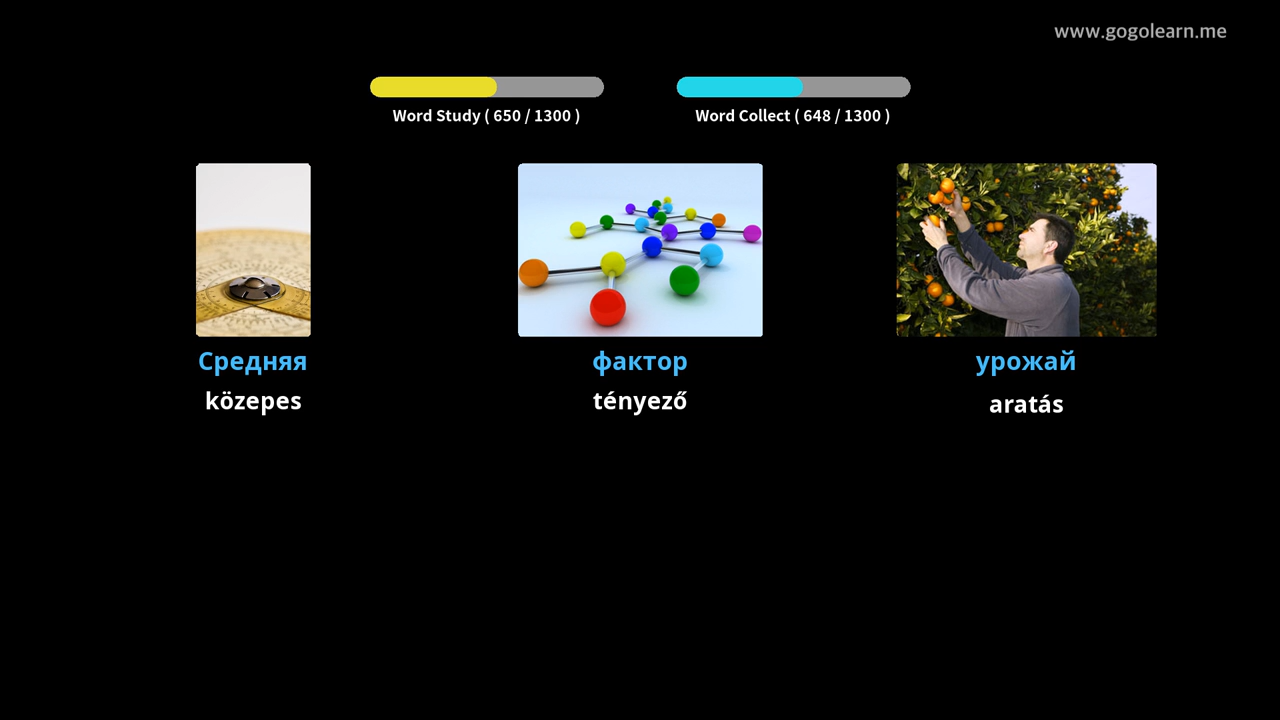 www.gogolearn.me
Word Study ( 650 / 1300 )
Word Collect ( 648 / 1300 )
Средняя
közepes
фактор
tényező
урожай
aratás